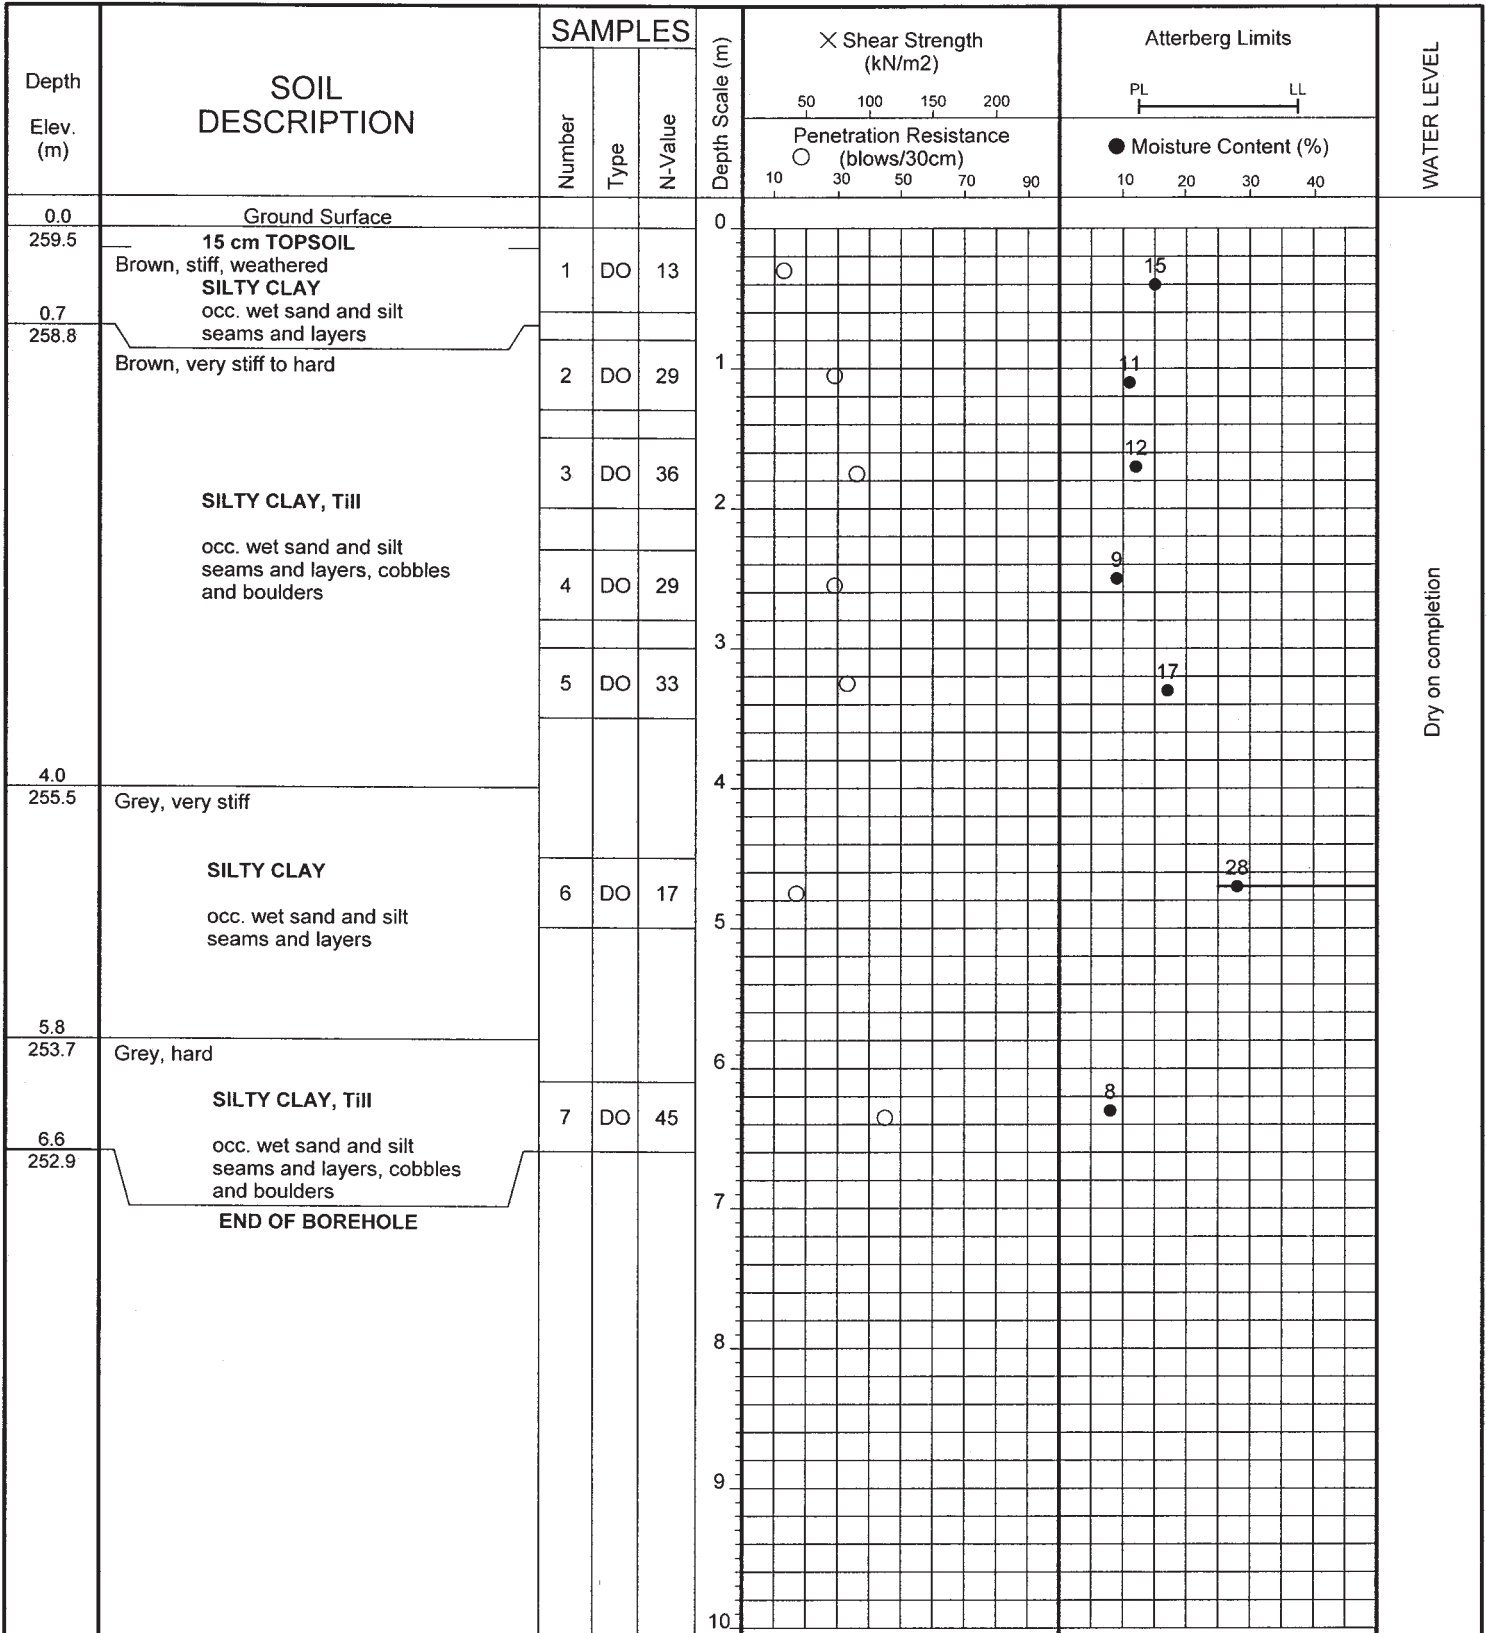 Depth
Elev.
(m)
SOIL
DESCRIPTION
SAMPLES
Number
Type
N-Value
Depth Scale (m)
× Shear Strength
(kN/m2)
50 100 150 200
Penetration Resistance
(blows/30cm)
10 30 50 70 90
Atterberg Limits
PL LL
Moisture Content (%)
10 20 30 40
WATER LEVEL
0.0
Ground Surface
0
259.5
15 cm TOPSOIL
Brown, stiff, weathered
SILTY CLAY
occ. wet sand and silt
seams and layers
1 DO 13
15
0.7
258.8
Brown, very stiff to hard
1
2 DO 29
11
3 DO 36
12
SILTY CLAY, Till
2
occ. wet sand and silt
seams and layers, cobbles
and boulders
4 DO 29
9
3
5 DO 33
17
Dry on completion
4.0
255.5
4
Grey, very stiff
SILTY CLAY
occ. wet sand and silt
seams and layers
6 DO 17
28
5
5.8
253.7
Grey, hard
6
SILTY CLAY, Till
occ. wet sand and silt
seams and layers, cobbles
and boulders
7 DO 45
8
6.6
252.9
7
END OF BOREHOLE
8
9
10